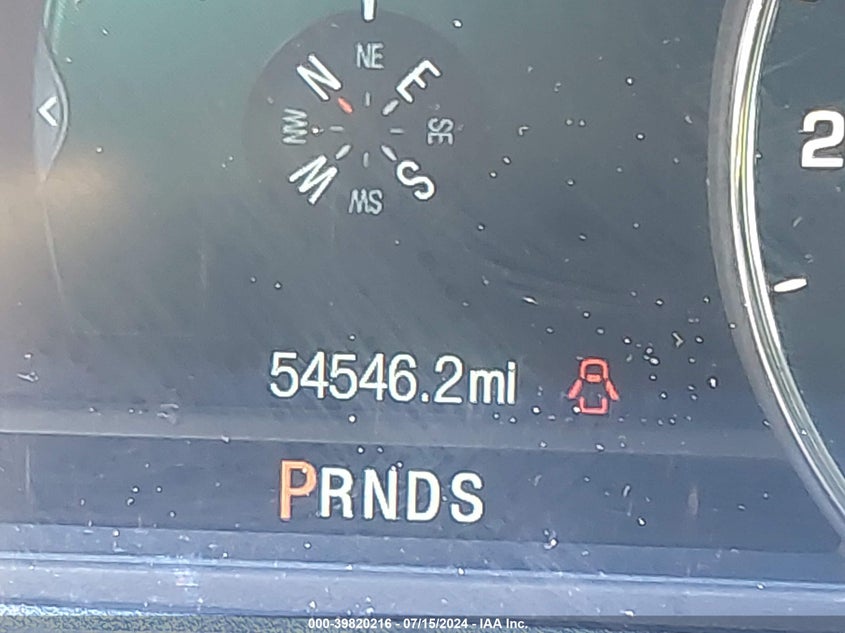 NE
N E
NW SE
W S
SW
2
54546.2mi
PRNDS
000-39820216 - 07/15/2024 - IAA Inc.